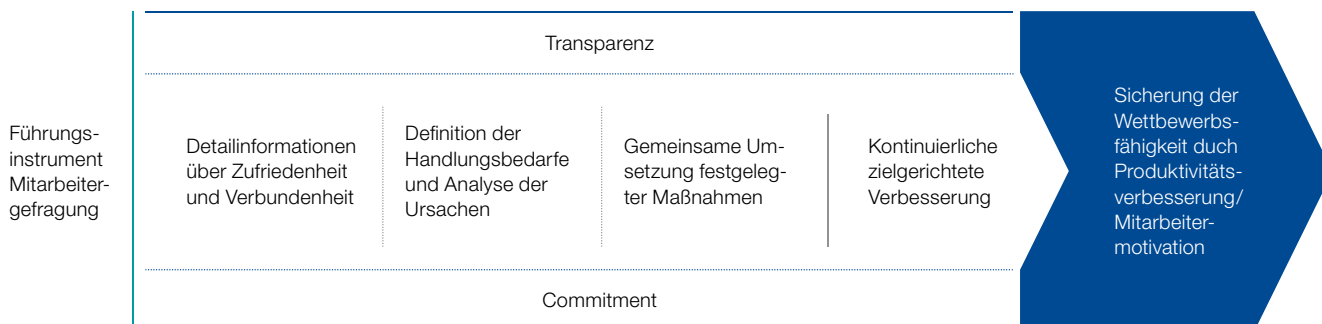 Führungs-
instrument
Mitarbeiter-
gefragung
Transparenz
Detailinformationen
über Zufriedenheit
und Verbundenheit
Definition der
Handlungsbedarfe
und Analyse der
Ursachen
Gemeinsame Um-
setzung festgeleg-
ter Maßnahmen
Kontinuierliche
zielgerichtete
Verbesserung
Commitment
Sicherung der
Wettbewerbs-
fähigkeit duch
Produktivitäts-
verbesserung/
Mitarbeiter-
motivation